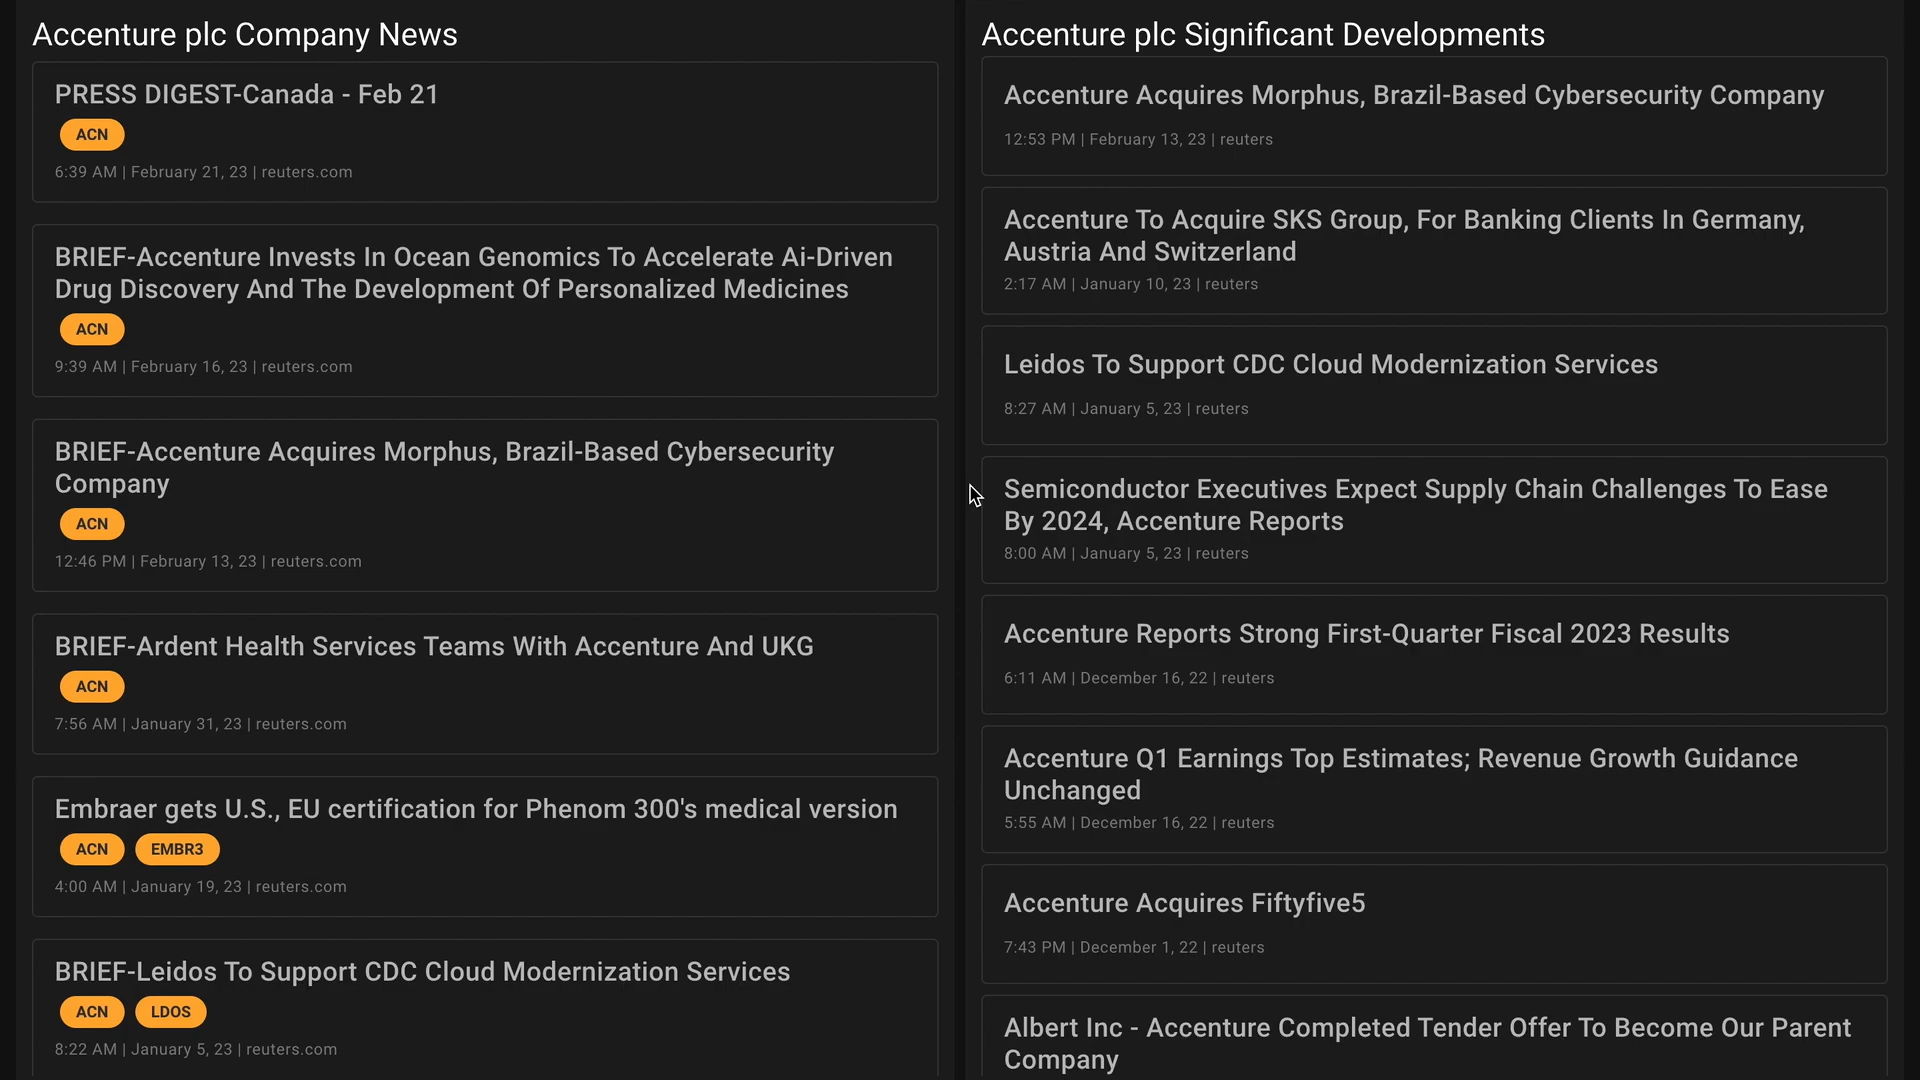 Accenture plc Company News
PRESS DIGEST-Canada - Feb 21
ACN
6:39 AM | February 21, 23 | reuters.com
BRIEF-Accenture Invests In Ocean Genomics To Accelerate Ai-Driven
Drug Discovery And The Development Of Personalized Medicines
ACN
9:39 AM | February 16, 23 | reuters.com
BRIEF-Accenture Acquires Morphus, Brazil-Based Cybersecurity
Company
ACN
12:46 PM | February 13, 23 | reuters.com
BRIEF-Ardent Health Services Teams With Accenture And UKG
ACN
7:56 AM | January 31, 23 | reuters.com
Embraer gets U.S., EU certification for Phenom 300's medical version
ACN EMBR3
4:00 AM | January 19, 23 | reuters.com
BRIEF-Leidos To Support CDC Cloud Modernization Services
ACN LDOS
8:22 AM | January 5, 23 | reuters.com
Accenture plc Significant Developments
Accenture Acquires Morphus, Brazil-Based Cybersecurity Company
12:53 PM | February 13, 23 | reuters
Accenture To Acquire SKS Group, For Banking Clients In Germany,
Austria And Switzerland
2:17 AM | January 10, 23 | reuters
Leidos To Support CDC Cloud Modernization Services
8:27 AM | January 5, 23 | reuters
Semiconductor Executives Expect Supply Chain Challenges To Ease
By 2024, Accenture Reports
8:00 AM | January 5, 23 | reuters
Accenture Reports Strong First-Quarter Fiscal 2023 Results
6:11 AM | December 16, 22 | reuters
Accenture Q1 Earnings Top Estimates; Revenue Growth Guidance
Unchanged
5:55 AM | December 16, 22 | reuters
Accenture Acquires Fiftyfive5
7:43 PM | December 1, 22 | reuters
Albert Inc - Accenture Completed Tender Offer To Become Our Parent
Company